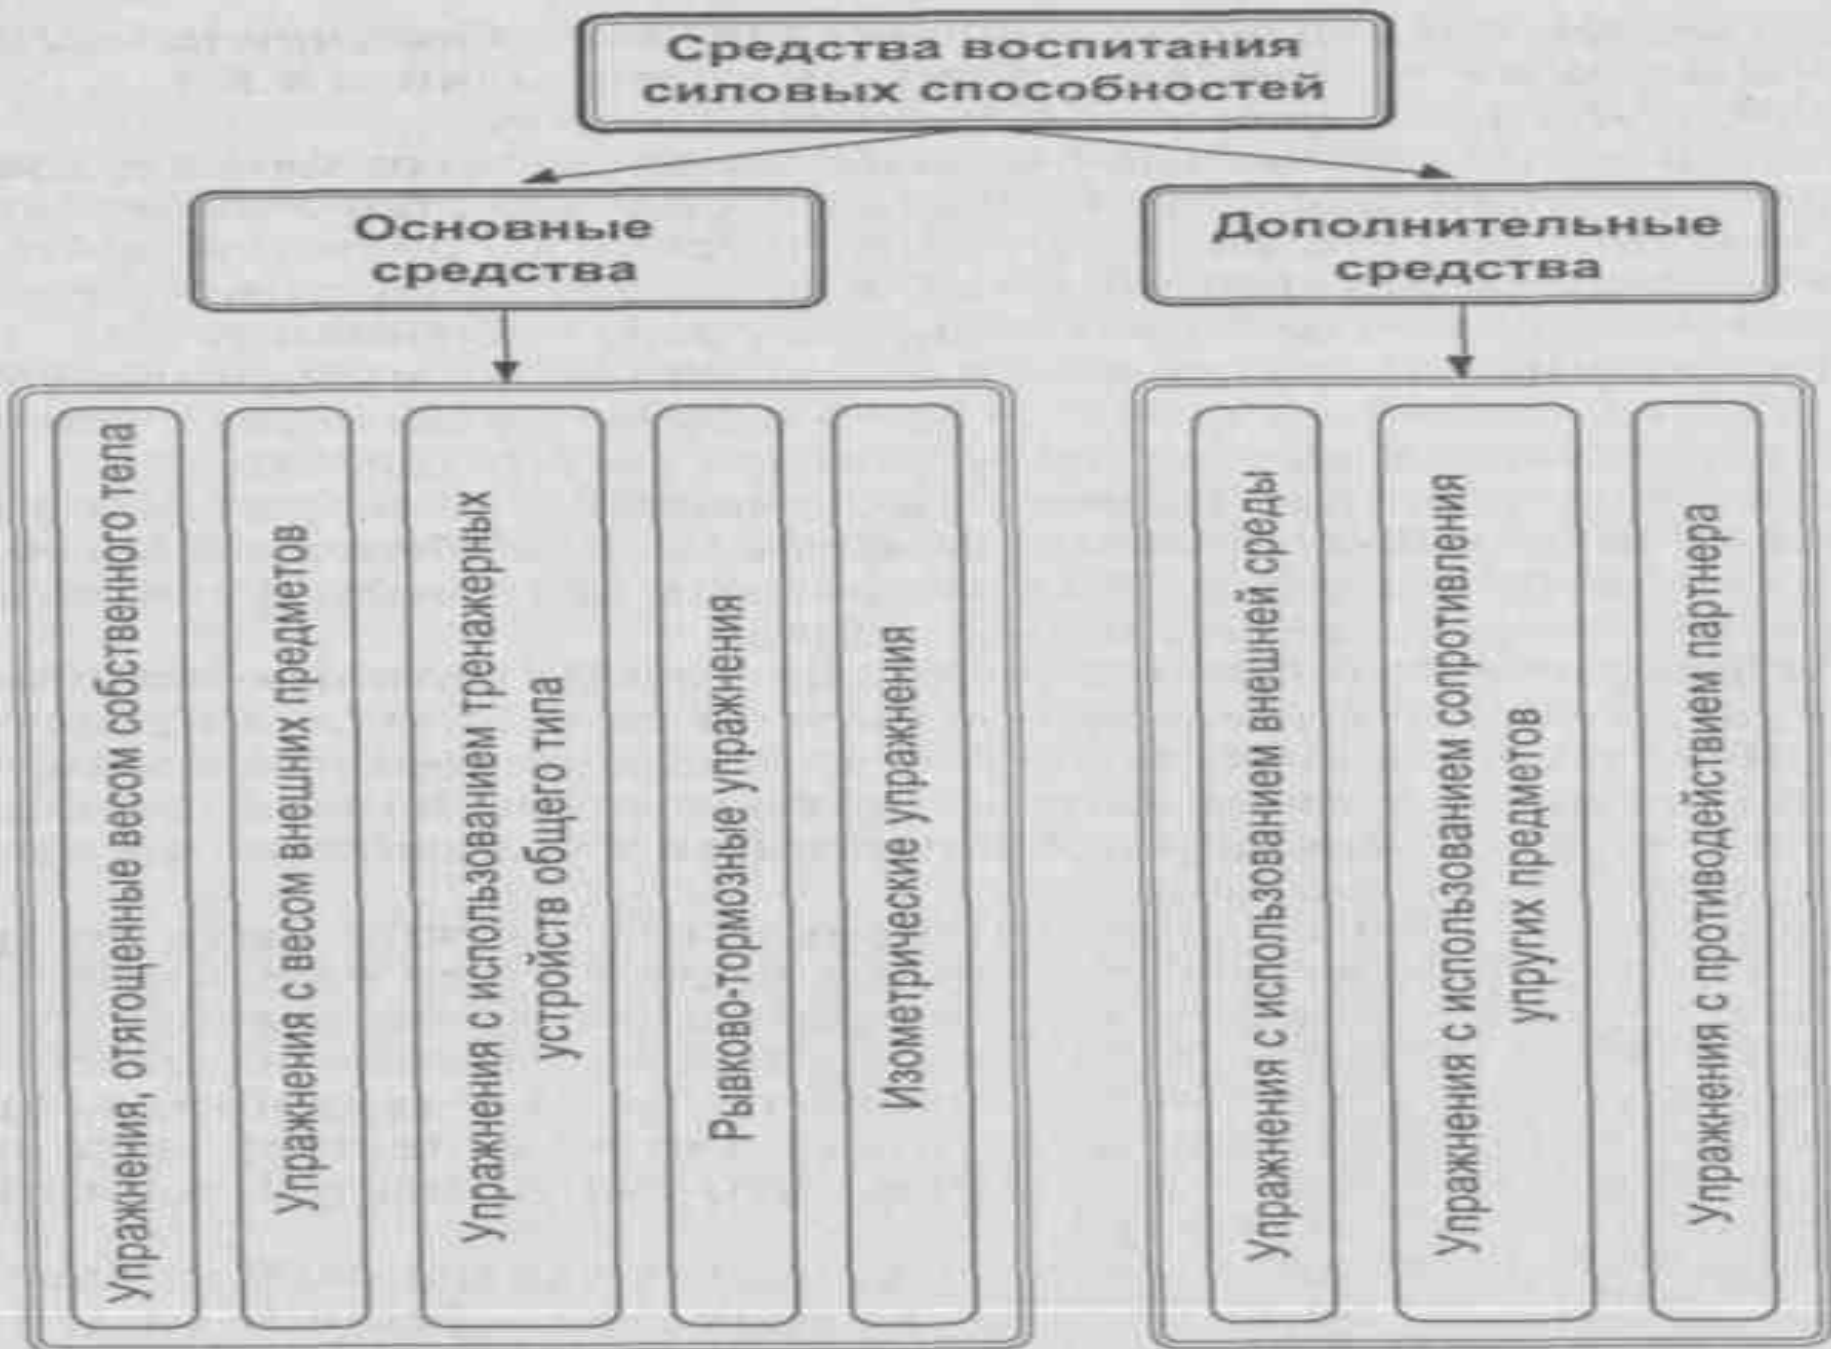 Средства воспитания
силовых способностей
Основные
средства
Дополнительные
средства
Упражнения, отягощенные весом собственного тела
Упражнения с весом внешних предметов
Упражнения с использованием тренажерных
устройств общего типа
Рывково-тормозные упражнения
Изометрические упражнения
Упражнения с использованием внешней среды
Упражнения с использованием сопротивления
упругих предметов
Упражнения с противодействием партнера